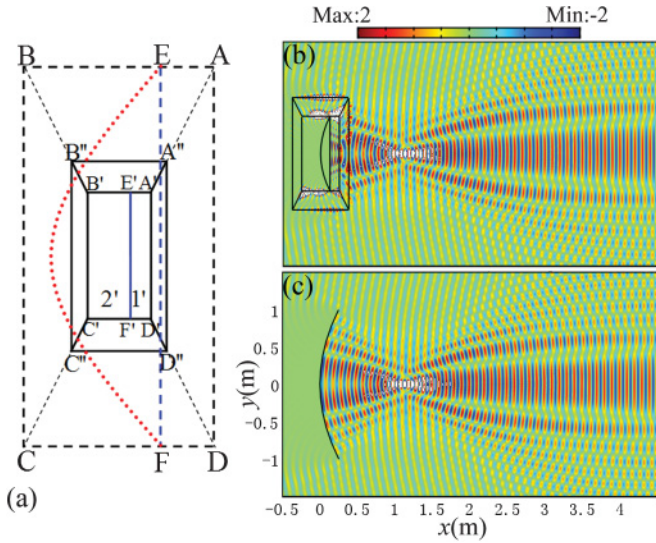 Max:2 Min:-2
B E A
(b)
B'' A''
B' E' A'
2' 1'
C' F' D
C'' D''
C F D
(a)
(c)
1
0.5
0
-0.5
-1
y(m)
-0.5 0 0.5 1 1.5 2 2.5 3 3.5 4
x(m)